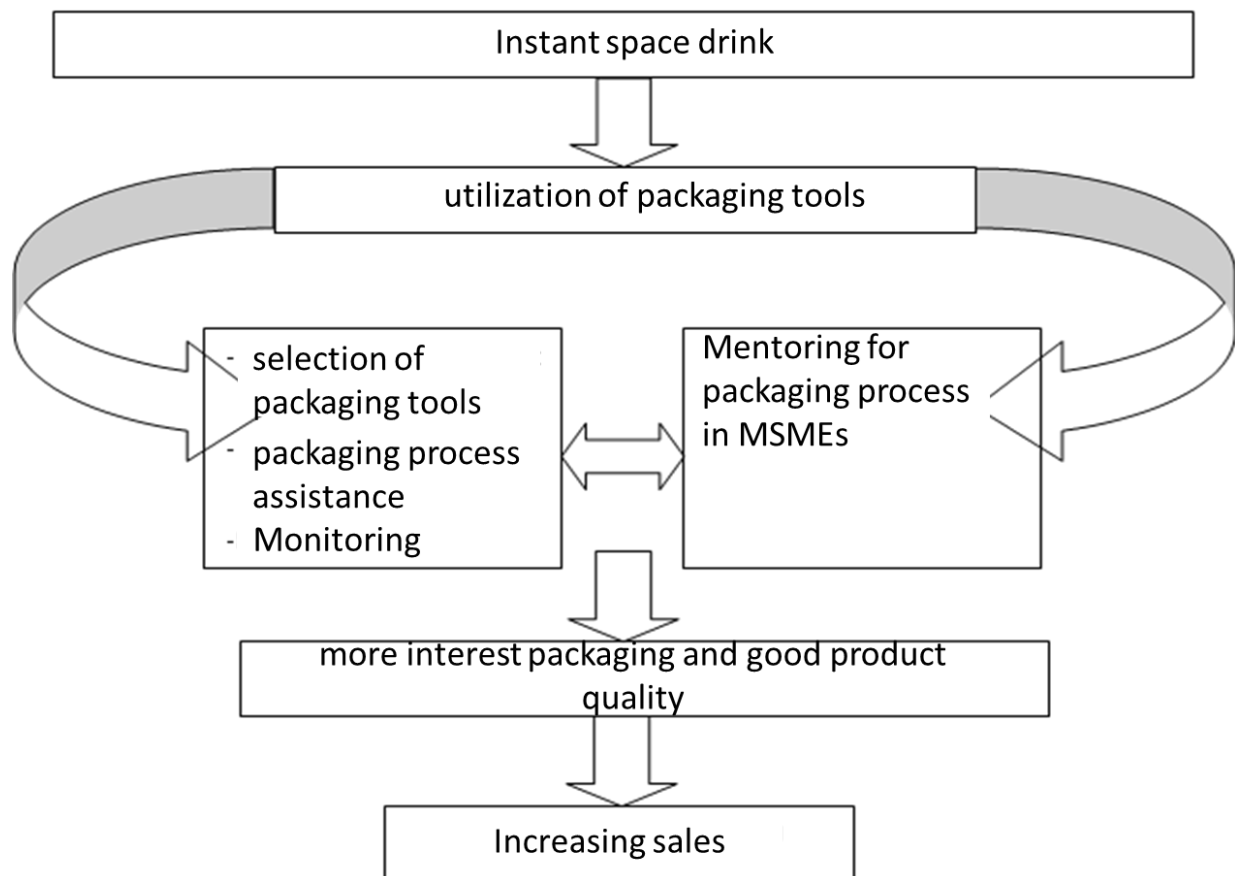 Instant space drink
utilization of packaging tools
- selection of
packaging tools
- packaging process
assistance
- Monitoring
Mentoring for
packaging process
in MSMEs
more interest packaging and good product
quality
Increasing sales